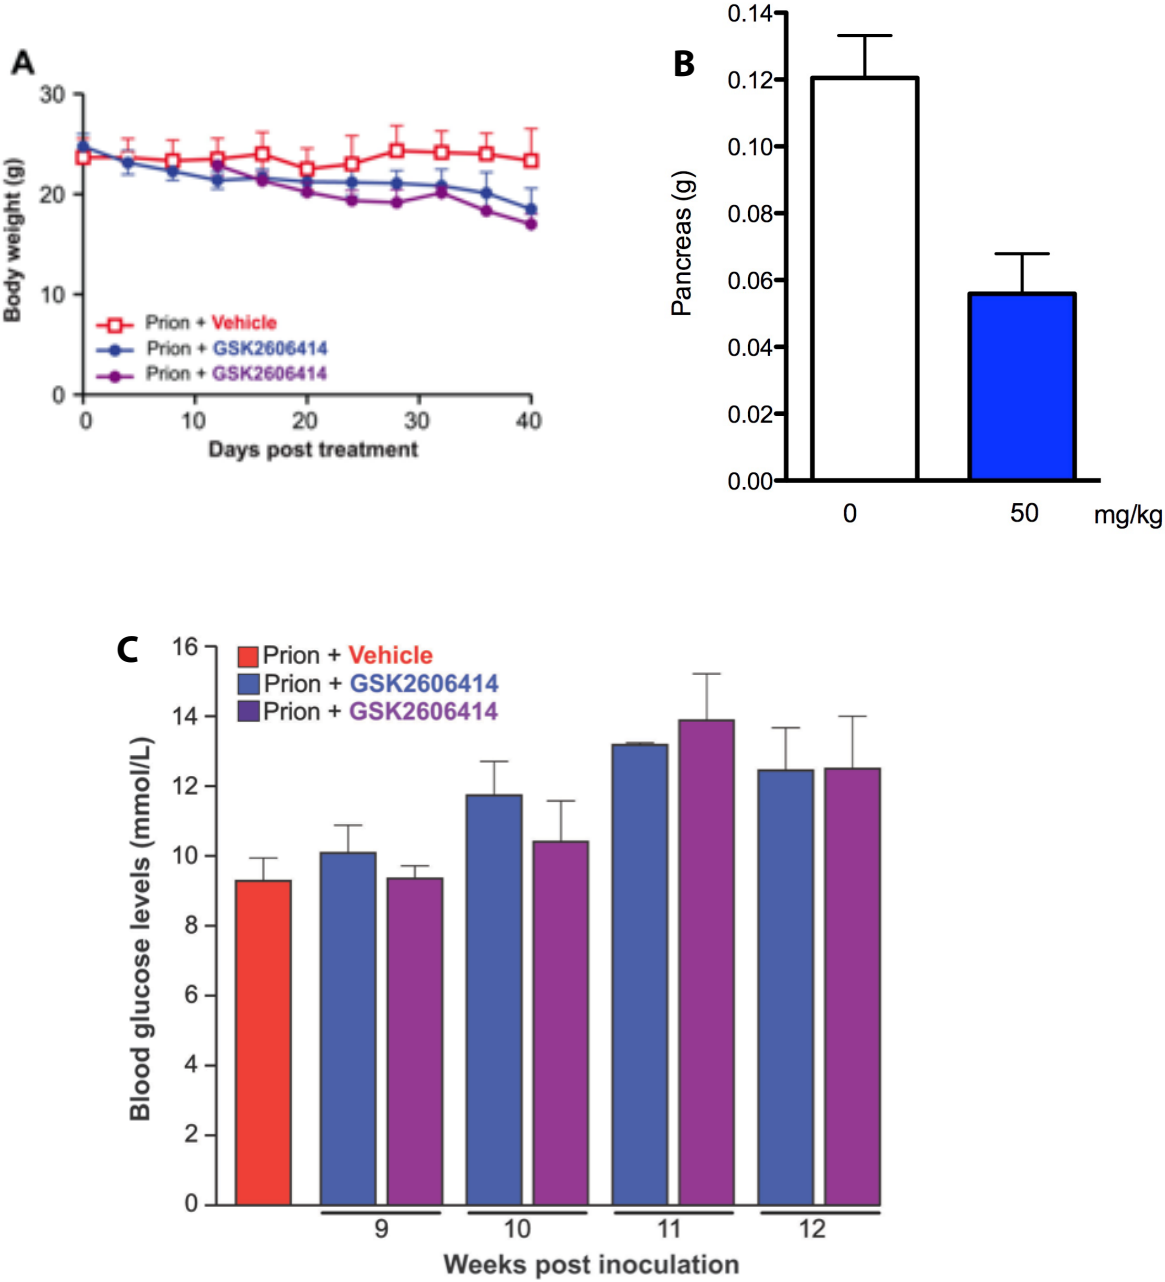 A
30
20
10
0
Body weight (g)
Prion + Vehicle
Prion + GSK2606414
Prion + GSK2606414
0 10 20 30 40
Days post treatment
B
0.14
0.12
0.10
0.08
0.06
0.04
0.02
0.00
Pancreas (g)
0 50 mg/kg
C
16
14
12
10
8
6
4
2
0
Blood glucose levels (mmol/L)
Prion + Vehicle
Prion + GSK2606414
Prion + GSK2606414
9 10 11 12
Weeks post inoculation